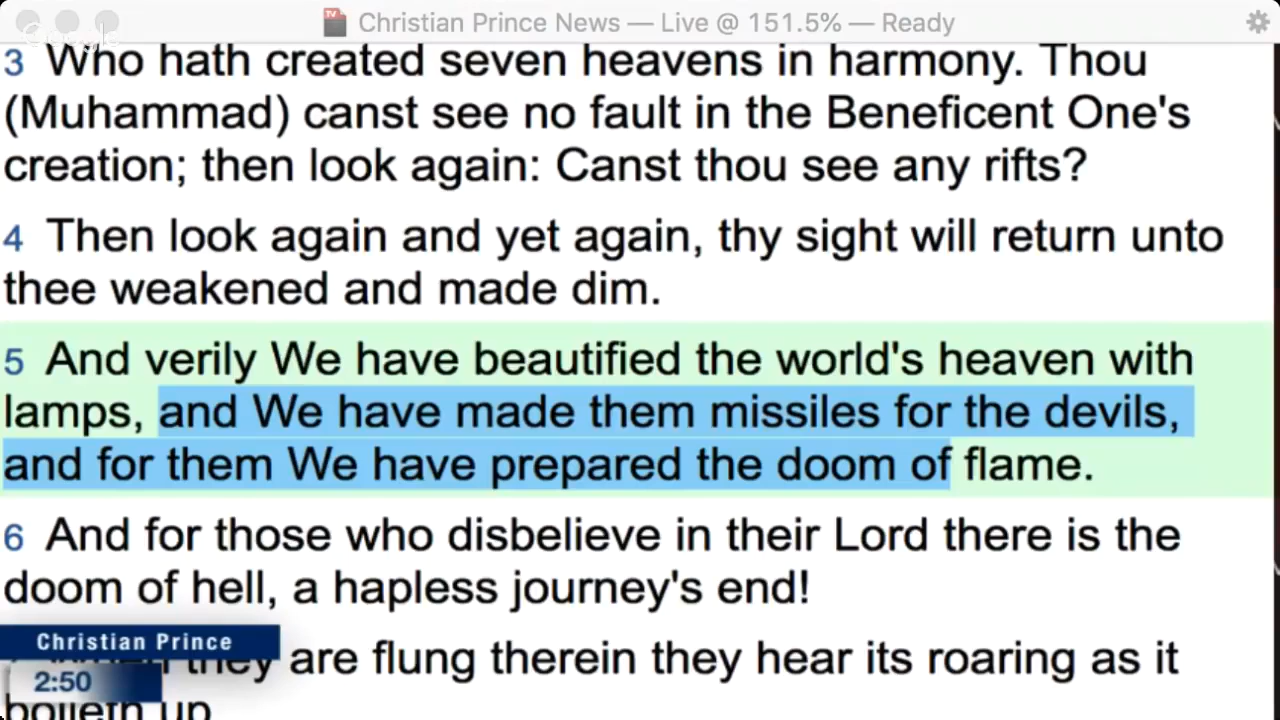 Christian Prince News — Live @ 151.5% — Ready
Google
3 Who hath created seven heavens in harmony. Thou
(Muhammad) canst see no fault in the Beneficent One's
creation; then look again: Canst thou see any rifts?
4 Then look again and yet again, thy sight will return unto
thee weakened and made dim.
5 And verily We have beautified the world's heaven with
lamps, and We have made them missiles for the devils,
and for them We have prepared the doom of flame.
6 And for those who disbelieve in their Lord there is the
doom of hell, a hapless journey's end!
Christian Prince
they are flung therein they hear its roaring as it
2:50
boileth up